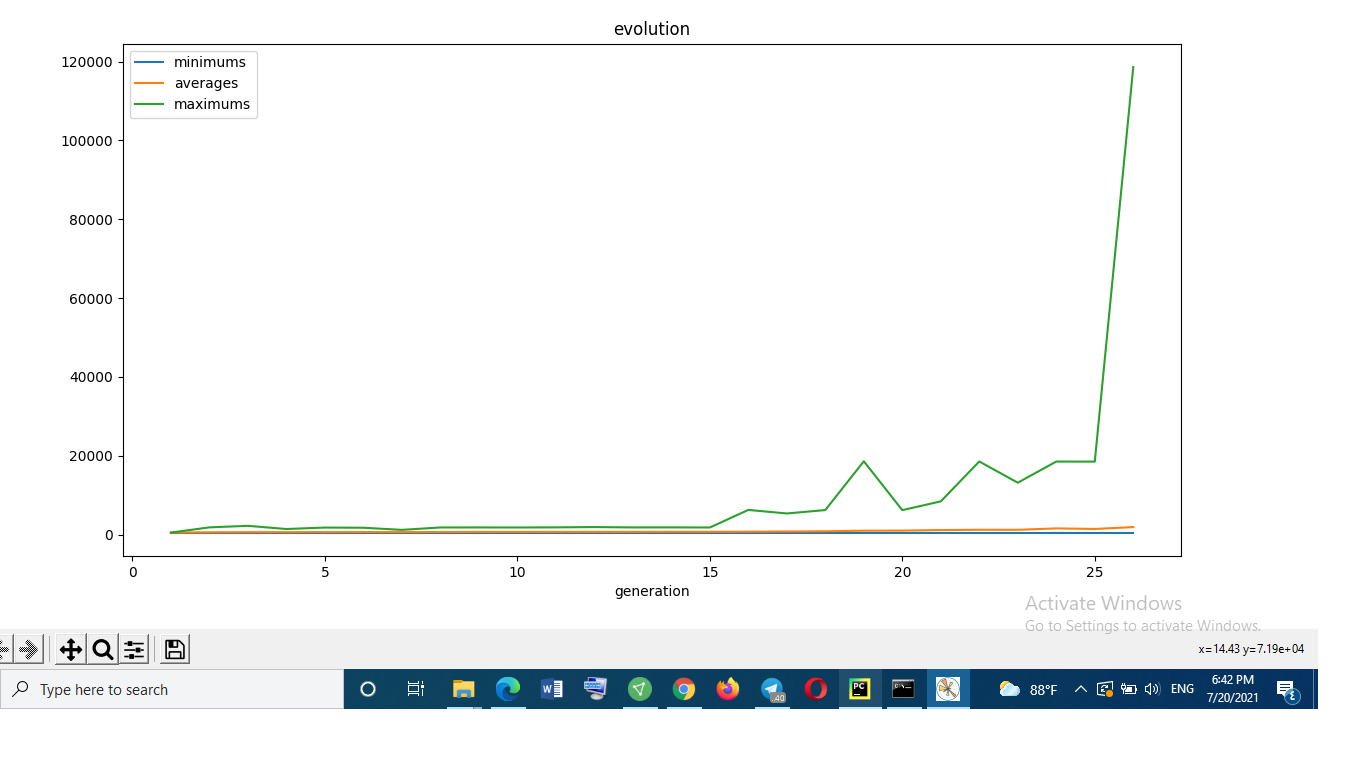 evolution
minimums
averages
maximums
120000
100000
80000
60000
40000
20000
0
0 5 10 15 20 25
generation
Activate Windows
Go to Settings to activate Windows.
x=14.43 y=7.19e+04
Type here to search
W
.40
PC
88°F
ENG
6:42 PM
7/20/2021